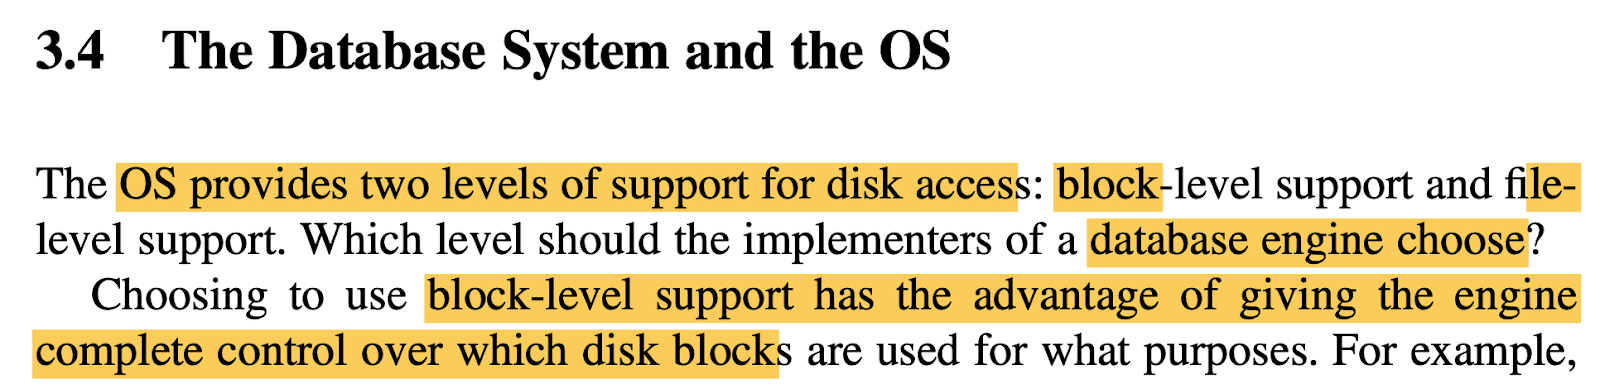 3.4 The Database System and the OS
The OS provides two levels of support for disk access: block-level support and file-
level support. Which level should the implementers of a database engine choose?
Choosing to use block-level support has the advantage of giving the engine
complete control over which disk blocks are used for what purposes. For example,